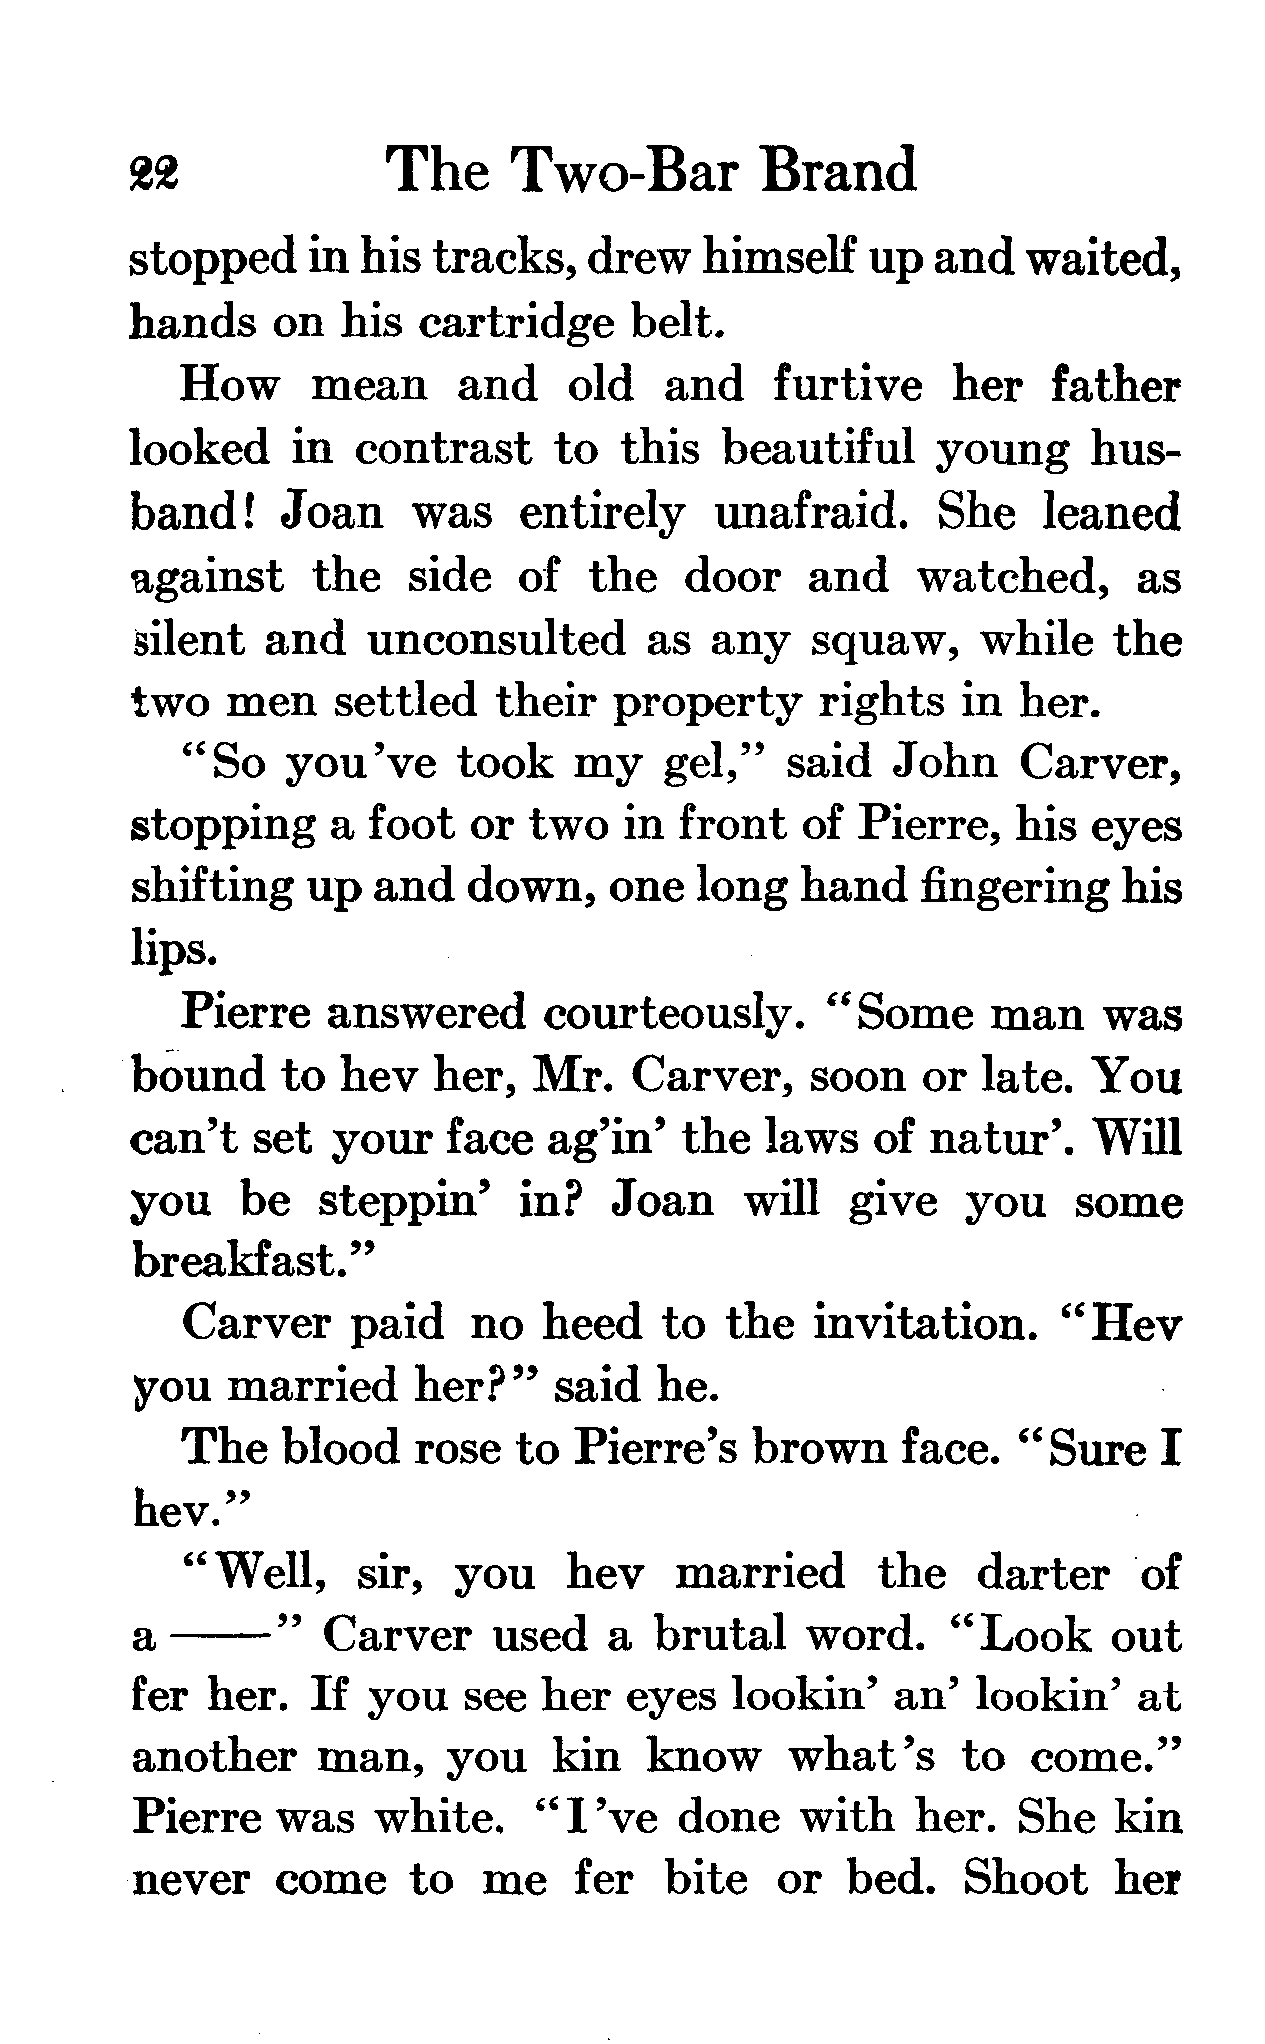 22 The Two-Bar Brand
stopped in his tracks, drew himself up and waited,
hands on his cartridge belt.
How mean and old and furtive her father
looked in contrast to this beautiful young hus-
band! Joan was entirely unafraid. She leaned
against the side of the door and watched, as
silent and unconsulted as any squaw, while the
two men settled their property rights in her.
"So you've took my gel," said John Carver,
stopping a foot or two in front of Pierre, his eyes
shifting up and down, one long hand fingering his
lips.
Pierre answered courteously. "Some man was
bound to hev her, Mr. Carver, soon or late. You
can't set your face ag'in' the laws of natur'. Will
you be steppin' in? Joan will give you some
breakfast."
Carver paid no heed to the invitation. "Hev
you married her?" said he.
The blood rose to Pierre's brown face. "Sure I
hev."
"Well, sir, you hev married the darter of
a ——" Carver used a brutal word. "Look out
fer her. If you see her eyes lookin' an' lookin' at
another man, you kin know what's to come."
Pierre was white. "I've done with her. She kin
never come to me fer bite or bed. Shoot her